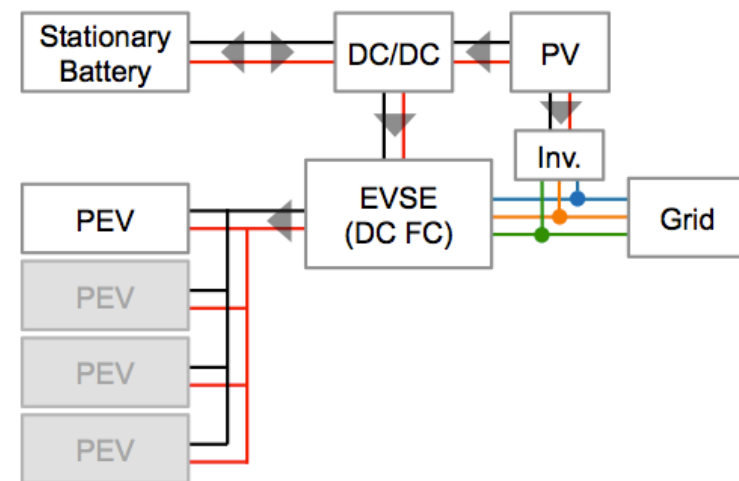 Stationary
Battery
DC/DC
PV
Inv.
EVSE
(DC FC)
Grid
PEV
PEV
PEV
PEV